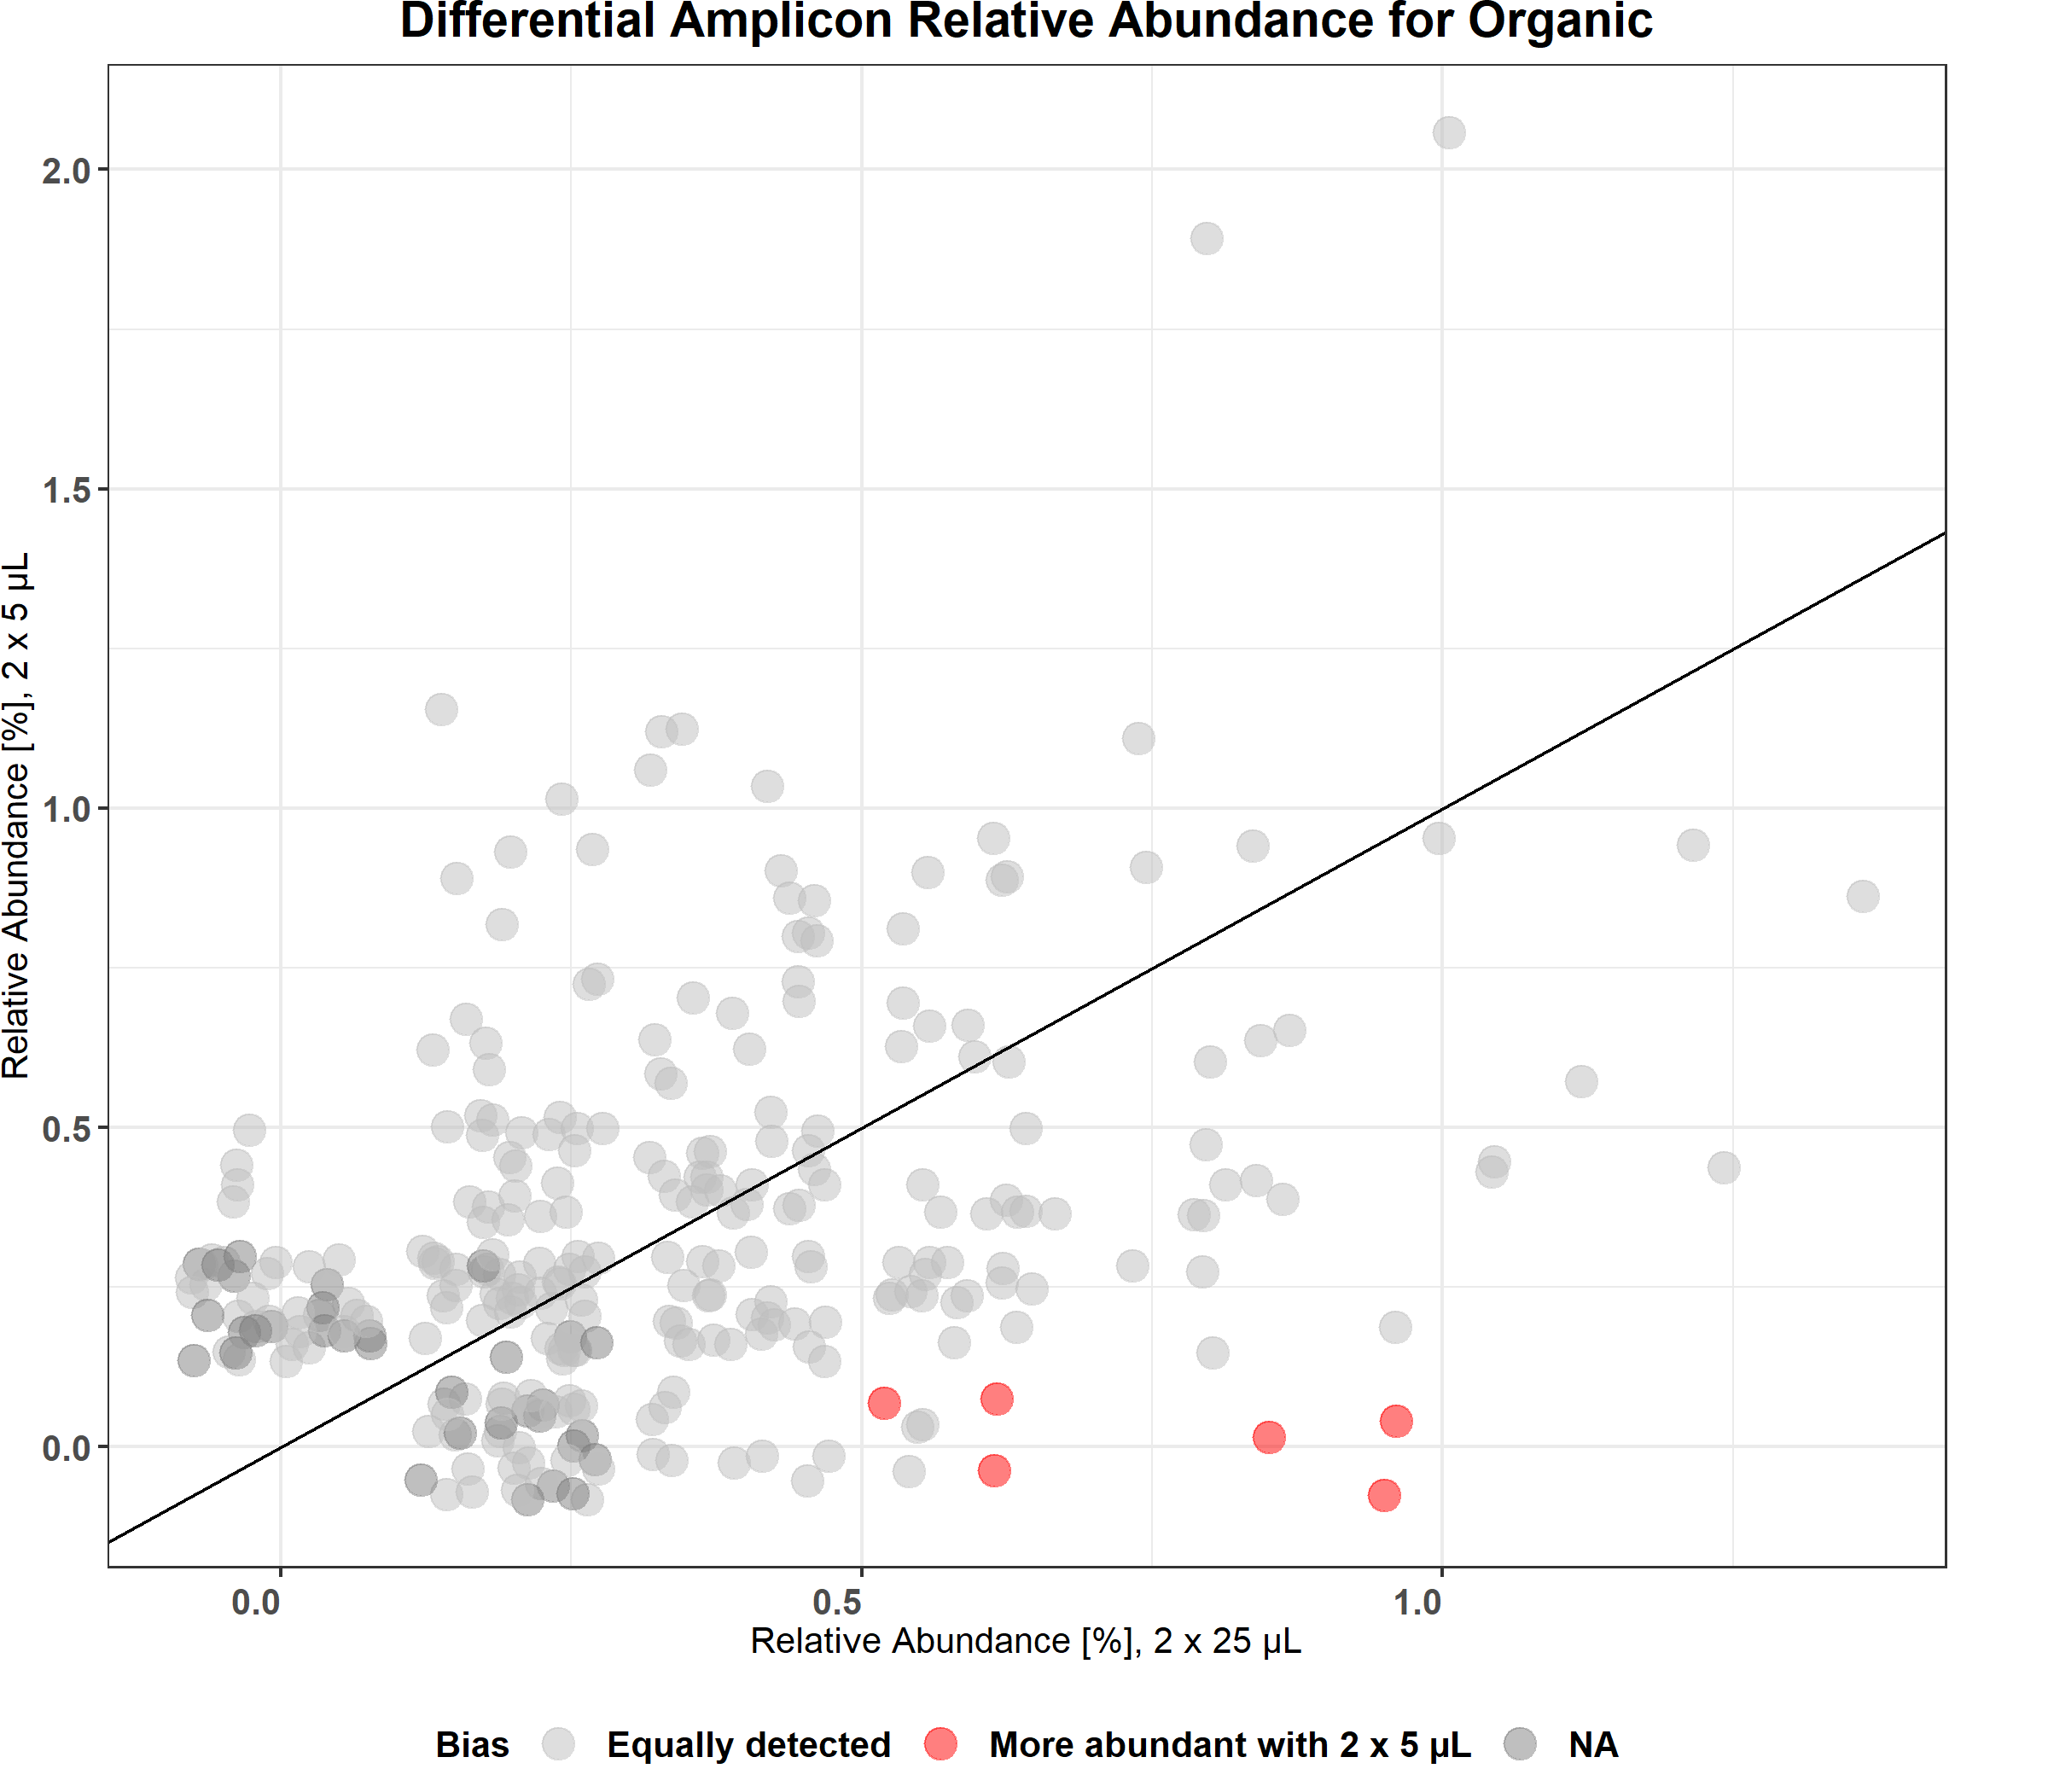 Differential Amplicon Relative Abundance for Organic
Relative Abundance [%], 2 x 5 µL
2.0
1.5
1.0
0.5
0.0
0.0 0.5 1.0
Relative Abundance [%], 2 x 25 µL
Bias Equally detected More abundant with 2 x 5 µL NA